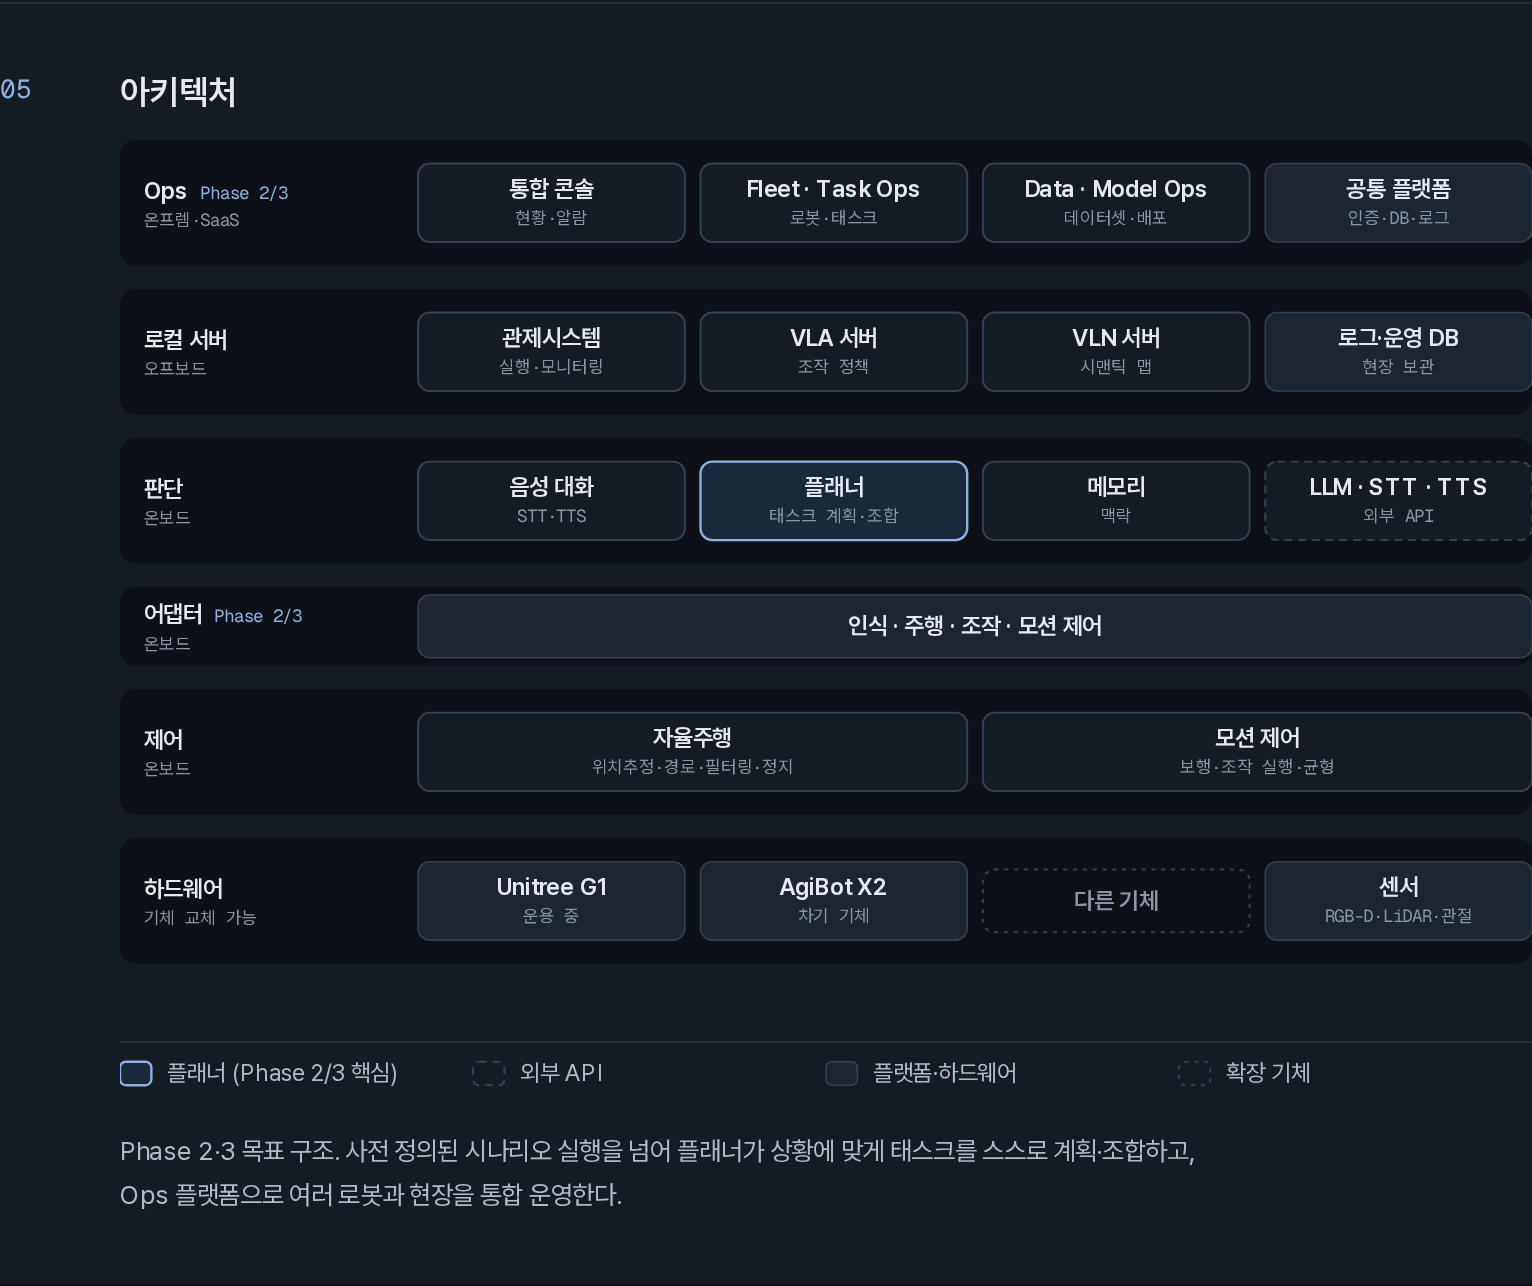 05
아키텍처
Ops Phase 2/3
온프렘·SaaS
통합 콘솔
현황·알람
Fleet · Task Ops
로봇·태스크
Data · Model Ops
데이터셋·배포
공통 플랫폼
인증·DB·로그
로컬 서버
오프보드
관제시스템
실행·모니터링
VLA 서버
조작 정책
VLN 서버
시맨틱 맵
로그·운영 DB
현장 보관
판단
온보드
음성 대화
STT·TTS
플래너
태스크 계획·조합
메모리
맥락
LLM · STT · TTS
외부 API
어댑터 Phase 2/3
온보드
인식 · 주행 · 조작 · 모션 제어
제어
온보드
자율주행
위치추정·경로·필터링·정지
모션 제어
보행·조작 실행·균형
하드웨어
기체 교체 가능
Unitree G1
운용 중
AgiBot X2
차기 기체
다른 기체
센서
RGB-D·LiDAR·관절
플래너 (Phase 2/3 핵심)
외부 API
플랫폼·하드웨어
확장 기체
Phase 2·3 목표 구조. 사전 정의된 시나리오 실행을 넘어 플래너가 상황에 맞게 태스크를 스스로 계획·조합하고,
Ops 플랫폼으로 여러 로봇과 현장을 통합 운영한다.